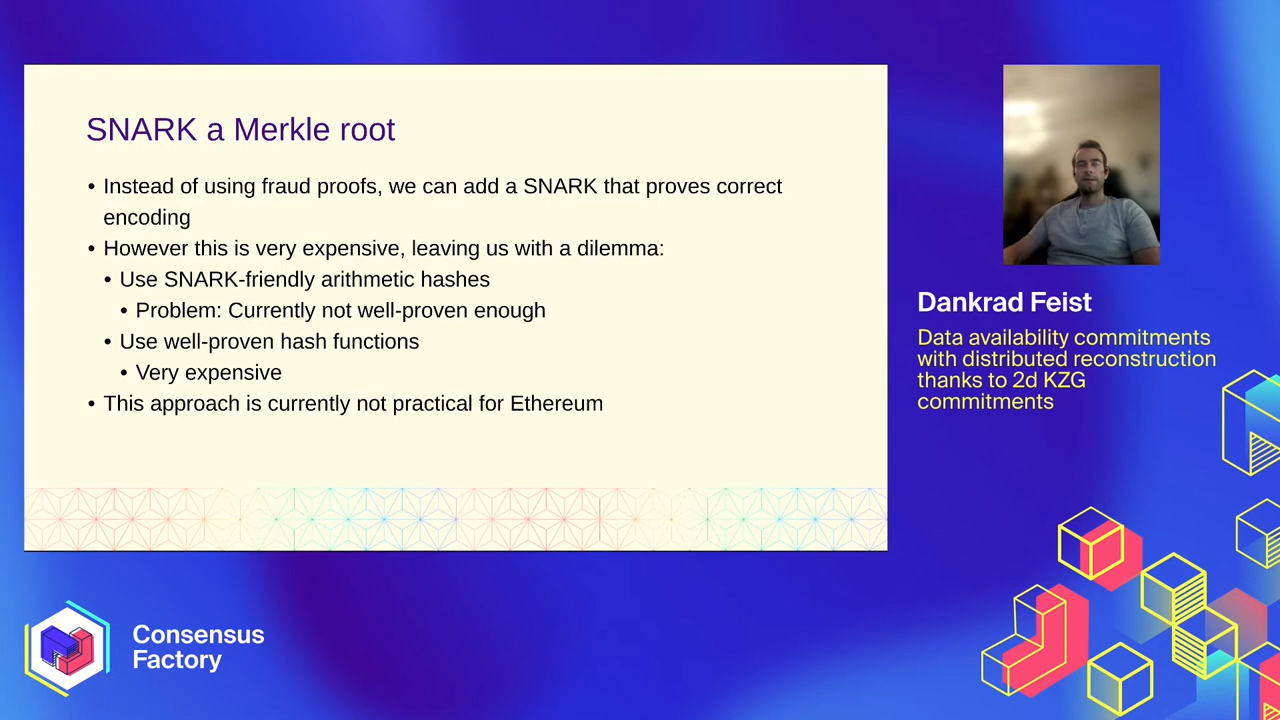 SNARK a Merkle root
• Instead of using fraud proofs, we can add a SNARK that proves correct
encoding
• However this is very expensive, leaving us with a dilemma:
• Use SNARK-friendly arithmetic hashes
• Problem: Currently not well-proven enough
• Use well-proven hash functions
• Very expensive
• This approach is currently not practical for Ethereum
Dankrad Feist
Data availability commitments
with distributed reconstruction
thanks to 2d KZG
commitments
Consensus
Factory